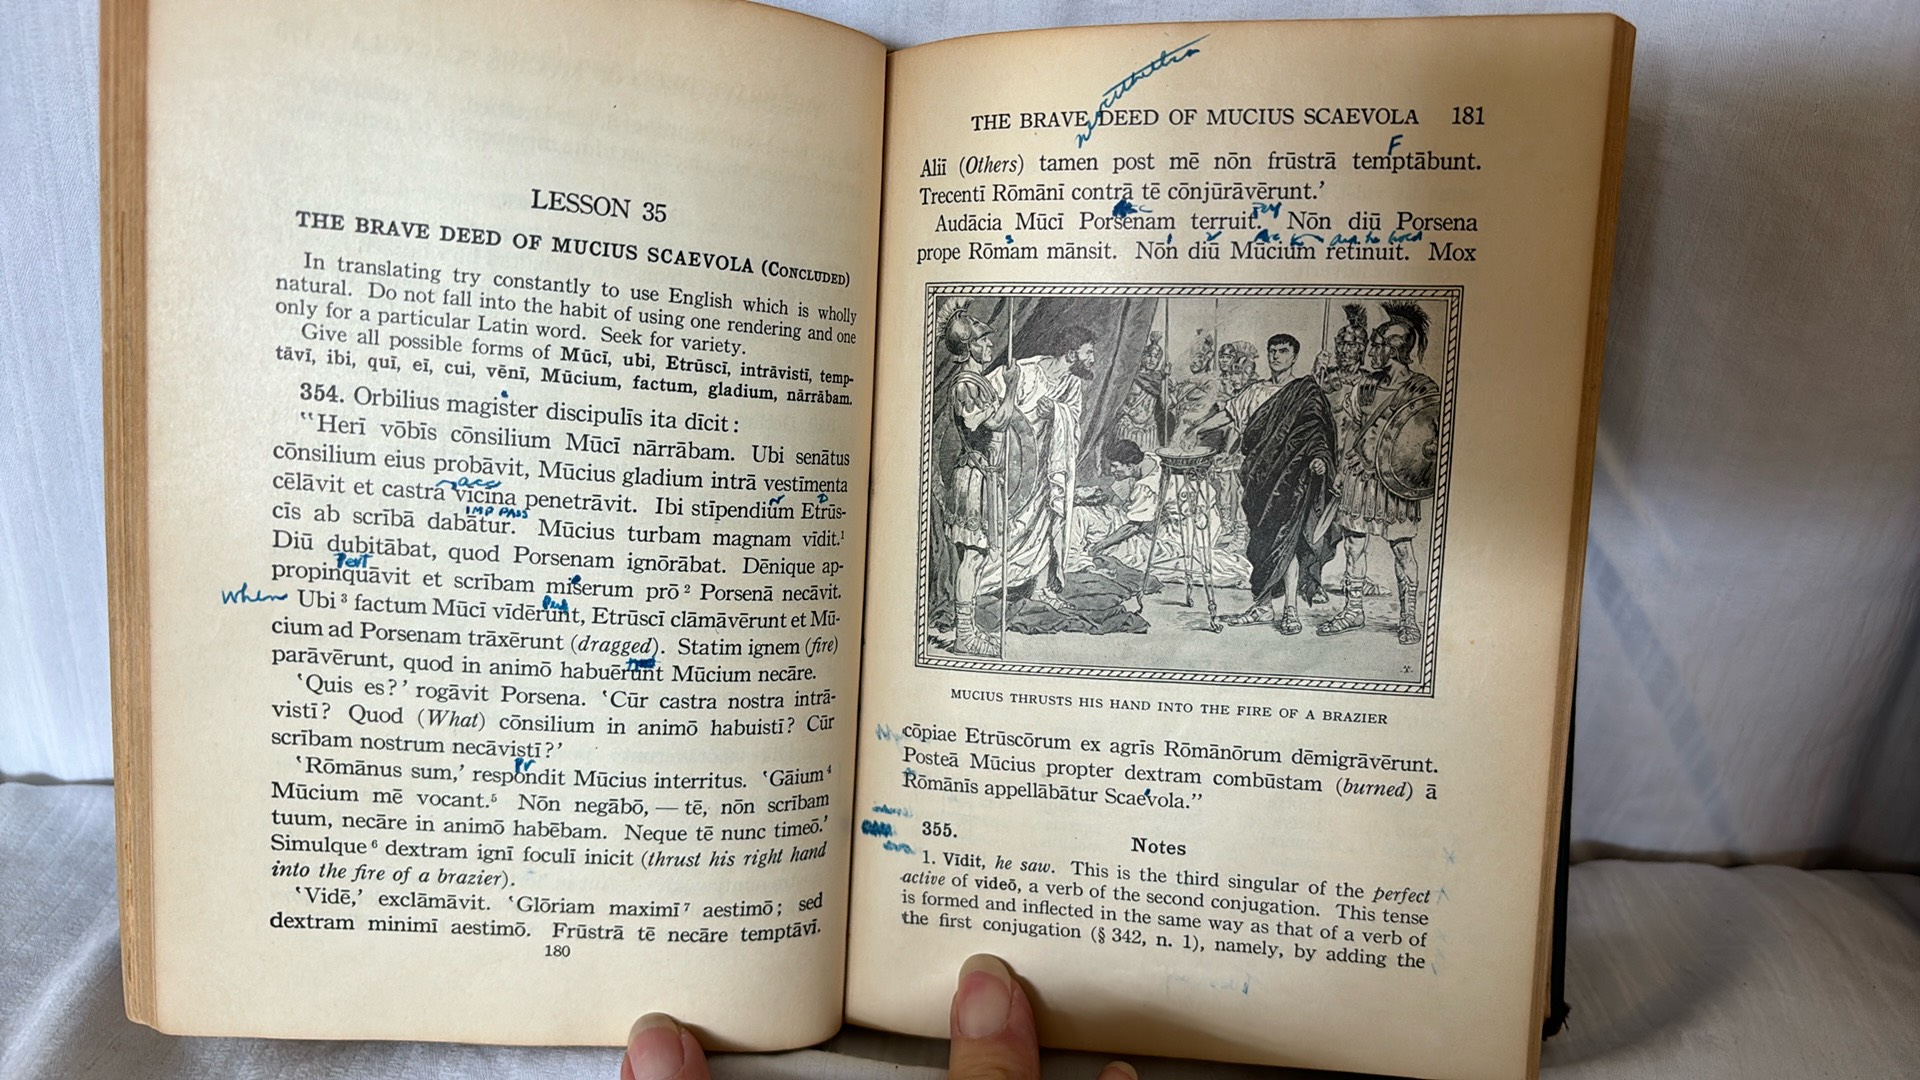 LESSON 35
THE BRAVE DEED OF MUCIUS SCAEVOLA (CONCLUDED)
In translating try constantly to use English which is wholly
natural. Do not fall into the habit of using one rendering and one
only for a particular Latin word. Seek for variety.
Give all possible forms of Mūcī, ubi, Etrūscī, intrāvistī, temp-
tāvī, ibi, quī, eī, cui, vēnī, Mūcium, factum, gladium, nārrābam.
354. Orbilius magister discipulīs ita dīcit:
“Herī vōbīs cōnsilium Mūcī nārrābam. Ubi senātus
cōnsilium eius probāvit, Mūcius gladium intrā vestīmenta
acc
cēlāvit et castra vīcīna penetrāvit. Ibi stīpendium Etrūs-
N D
IMP PASS
cīs ab scrībā dabātur. Mūcius turbam magnam vīdit.¹
Diū dubitābat, quod Porsenam ignōrābat. Dēnique ap-
Perf
propinquāvit et scrībam miserum prō² Porsenā necāvit.
when Ubi³ factum Mūcī vīdērunt, Etrūscī clāmāvērunt et Mū-
cium ad Porsenam trāxērunt (dragged). Statim ignem (fire)
parāvērunt, quod in animō habuērunt Mūcium necāre.
‘Quis es?’ rogāvit Porsena. ‘Cūr castra nostra intrā-
vistī? Quod (What) cōnsilium in animō habuistī? Cūr
scrībam nostrum necāvistī?’
Pr
‘Rōmānus sum,’ respondit Mūcius interritus. ‘Gāium⁴
Mūcium mē vocant.⁵ Nōn negābō, — tē, nōn scrībam
tuum, necāre in animō habēbam. Neque tē nunc timeō.’
Simulque⁶ dextram ignī foculī inicit (thrust his right hand
into the fire of a brazier).
‘Vidē,’ exclāmāvit. ‘Glōriam maximī⁷ aestimō; sed
dextram minimī aestimō. Frūstrā tē necāre temptāvī.
180
THE BRAVE DEED OF MUCIUS SCAEVOLA 181
F
Aliī (Others) tamen post mē nōn frūstrā temptābunt.
Trecentī Rōmānī contrā tē cōnjūrāvērunt.’
Audācia Mūcī Porsenam terruit. Nōn diū Porsena
prope Rōmam mānsit. Nōn diū Mūcium retinuit. Mox
MUCIUS THRUSTS HIS HAND INTO THE FIRE OF A BRAZIER
cōpiae Etrūscōrum ex agrīs Rōmānōrum dēmigrāvērunt.
Posteā Mūcius propter dextram combūstam (burned) ā
Rōmānīs appellābātur Scaevola.”
355. Notes
1. Vīdit, he saw. This is the third singular of the perfect
active of videō, a verb of the second conjugation. This tense
is formed and inflected in the same way as that of a verb of
the first conjugation (§ 342, n. 1), namely, by adding the